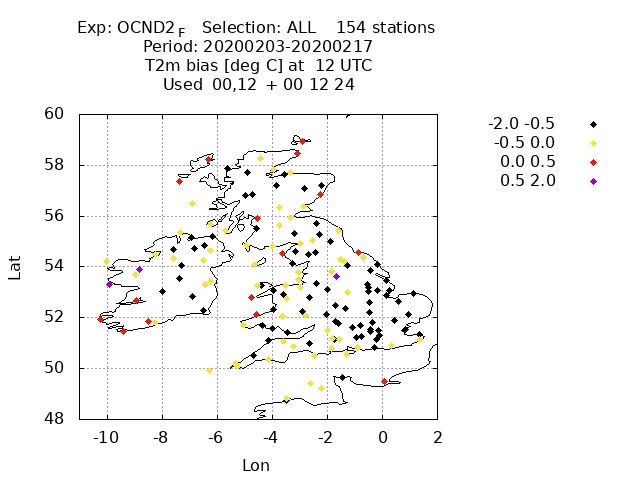 Exp: OCND2_F   Selection: ALL    154 stations
Period: 20200203-20200217
T2m bias [deg C] at  12 UTC
Used  00,12  + 00 12 24
-2.0 -0.5
-0.5 0.0
0.0 0.5
0.5 2.0
60
58
56
54
52
50
48
Lat
-10 -8 -6 -4 -2 0 2
Lon